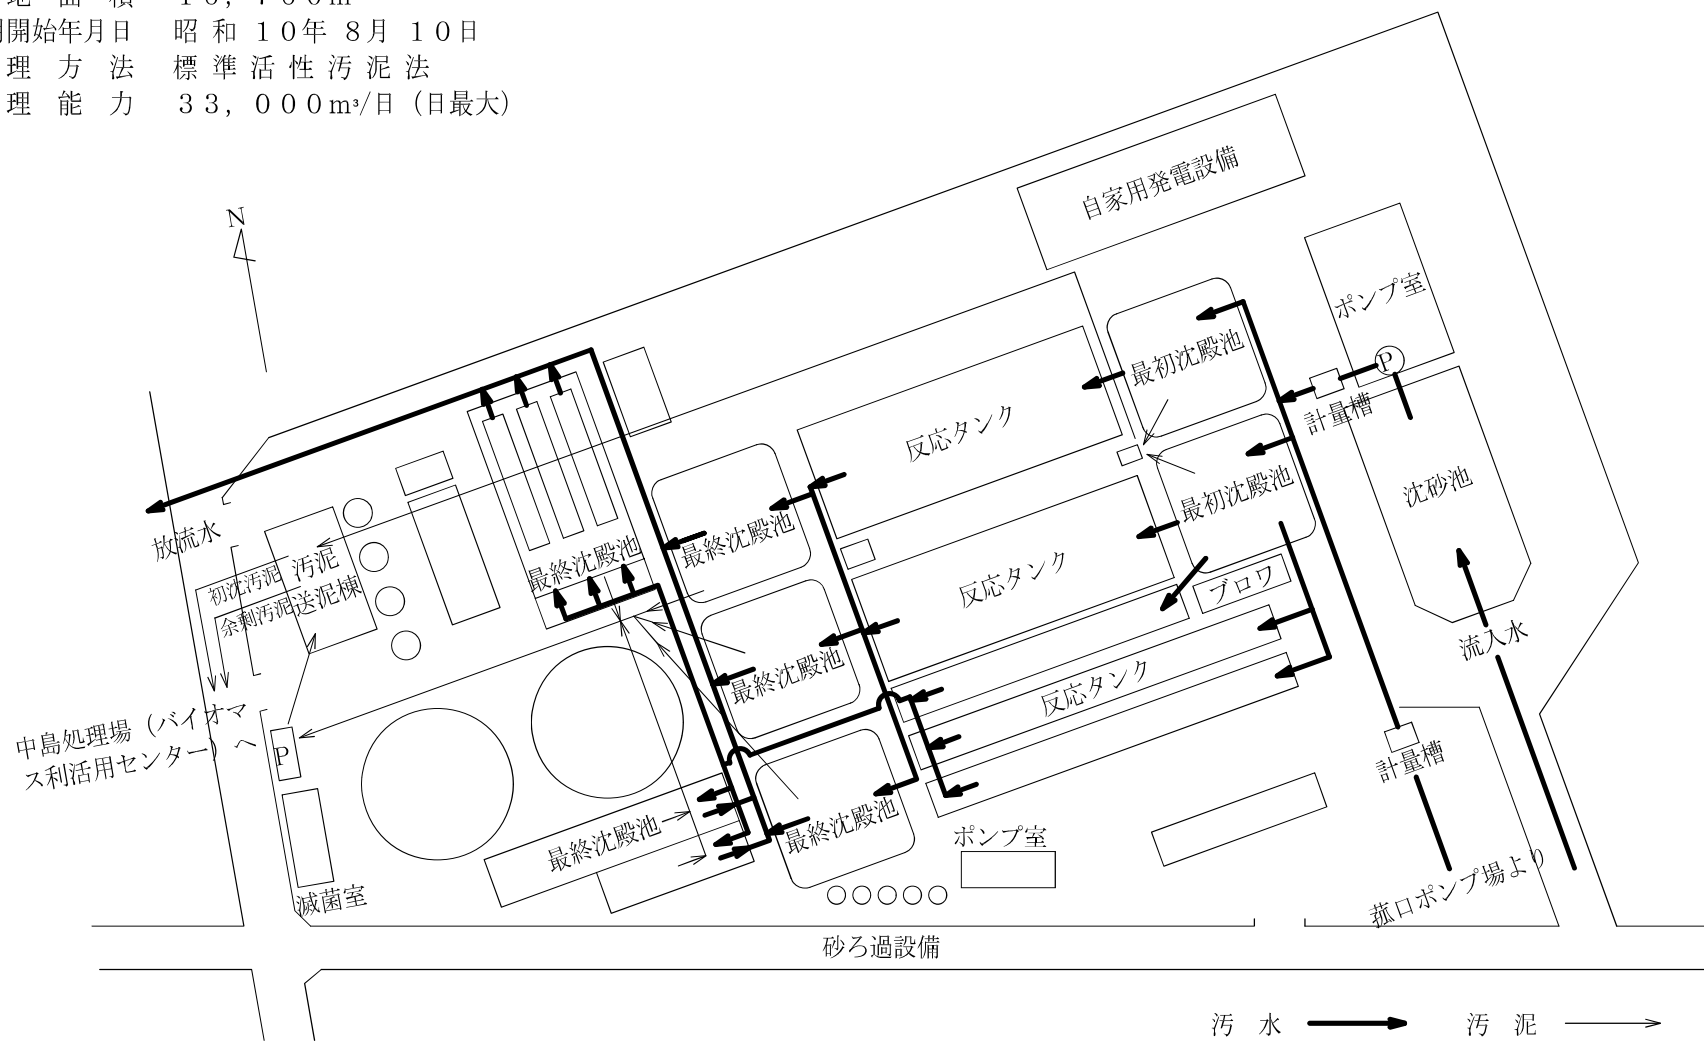 開始年月日 昭和 10年 8月 10日
理方法 標準活性汚泥法
理能力 33,000m³/日（日最大）
N
自家用発電設備
ポンプ室
P
最初沈殿池
計量槽
反応タンク
沈砂池
最初沈殿池
放流水
最終沈殿池
最終沈殿池
汚泥
送泥棟
初沈汚泥
余剰汚泥
反応タンク
ブロワ
流入水
最終沈殿池
反応タンク
中島処理場（バイオマ
ス利活用センター）へ
P
計量槽
最終沈殿池
最終沈殿池
ポンプ室
滅菌室
菰口ポンプ場より
砂ろ過設備
汚水
汚泥